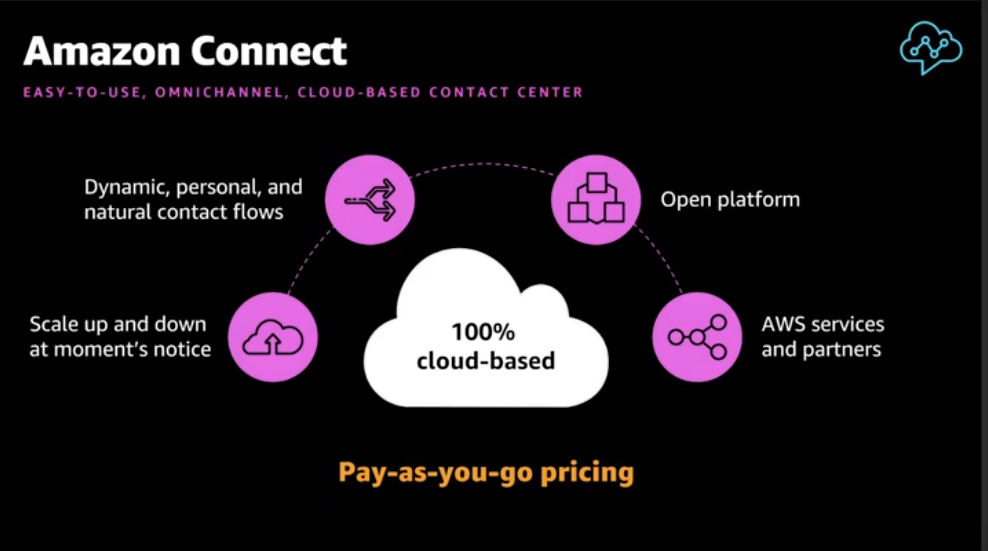 Amazon Connect
EASY-TO-USE, OMNICHANNEL, CLOUD-BASED CONTACT CENTER
Dynamic, personal, and
natural contact flows
Open platform
Scale up and down
at moment's notice
100%
cloud-based
AWS services
and partners
Pay-as-you-go pricing